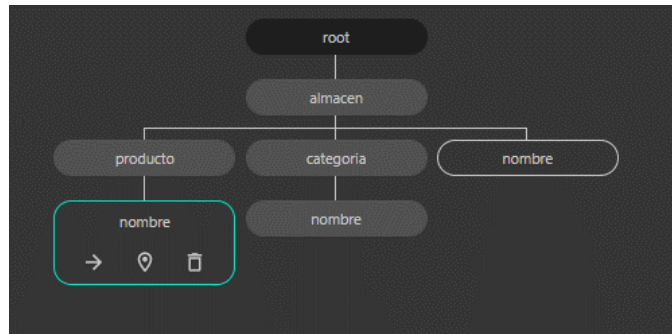 root
almacen
producto
categoria
nombre
nombre
nombre